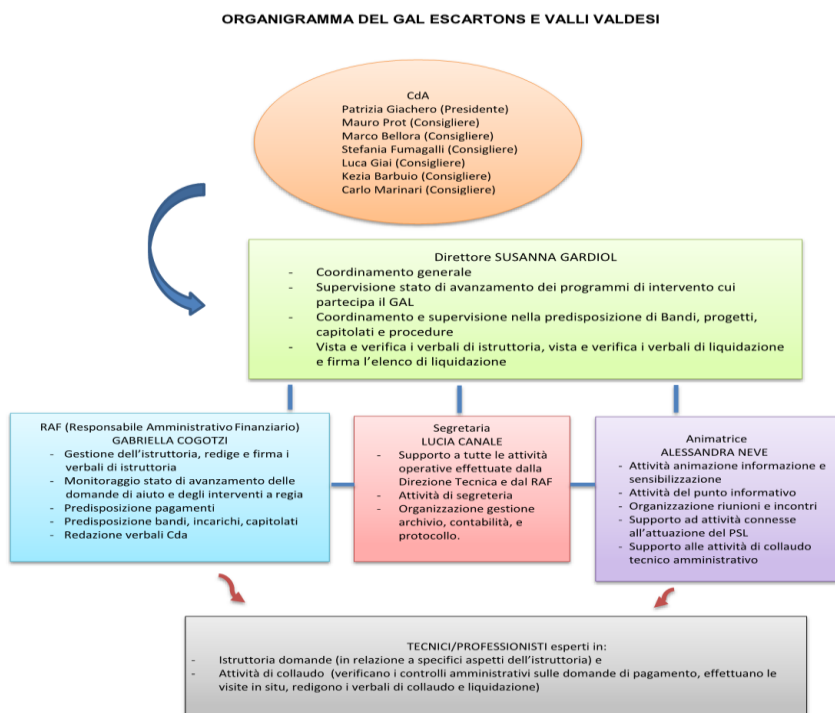 ORGANIGRAMMA DEL GAL ESCARTONS E VALLI VALDESI
CdA
Patrizia Giachero (Presidente)
Mauro Prot (Consigliere)
Marco Bellora (Consigliere)
Stefania Fumagalli (Consigliere)
Luca Giai (Consigliere)
Kezia Barbuio (Consigliere)
Carlo Marinari (Consigliere)
Direttore SUSANNA GARDIOL
- Coordinamento generale
- Supervisione stato di avanzamento dei programmi di intervento cui
partecipa il GAL
- Coordinamento e supervisione nella predisposizione di Bandi, progetti,
capitolati e procedure
- Vista e verifica i verbali di istruttoria, vista e verifica i verbali di liquidazione
e firma l'elenco di liquidazione
RAF (Responsabile Amministrativo Finanziario)
GABRIELLA COGOTZI
- Gestione dell'istruttoria, redige e firma i
verbali di istruttoria
- Monitoraggio stato di avanzamento delle
domande di aiuto e degli interventi a regia
- Predisposizione pagamenti
- Predisposizione bandi, incarichi, capitolati
- Redazione verbali Cda
Segretaria
LUCIA CANALE
- Supporto a tutte le attività
operative effettuate dalla
Direzione Tecnica e dal RAF
- Attività di segreteria
- Organizzazione gestione
archivio, contabilità, e
protocollo.
Animatrice
ALESSANDRA NEVE
- Attività animazione informazione e
sensibilizzazione
- Attività del punto informativo
- Organizzazione riunioni e incontri
- Supporto ad attività connesse
all'attuazione del PSL
- Supporto alle attività di collaudo
tecnico amministrativo
TECNICI/PROFESSIONISTI esperti in:
- Istruttoria domande (in relazione a specifici aspetti dell'istruttoria) e
- Attività di collaudo (verificano i controlli amministrativi sulle domande di pagamento, effettuano le
visite in situ, redigono i verbali di collaudo e liquidazione)